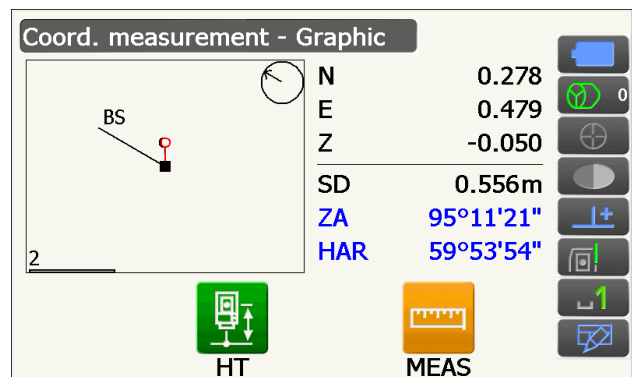 Coord. measurement - Graphic
BS
2
N 0.278
E 0.479
Z -0.050
SD 0.556m
ZA 95°11'21"
HAR 59°53'54"
0
1
HT
MEAS